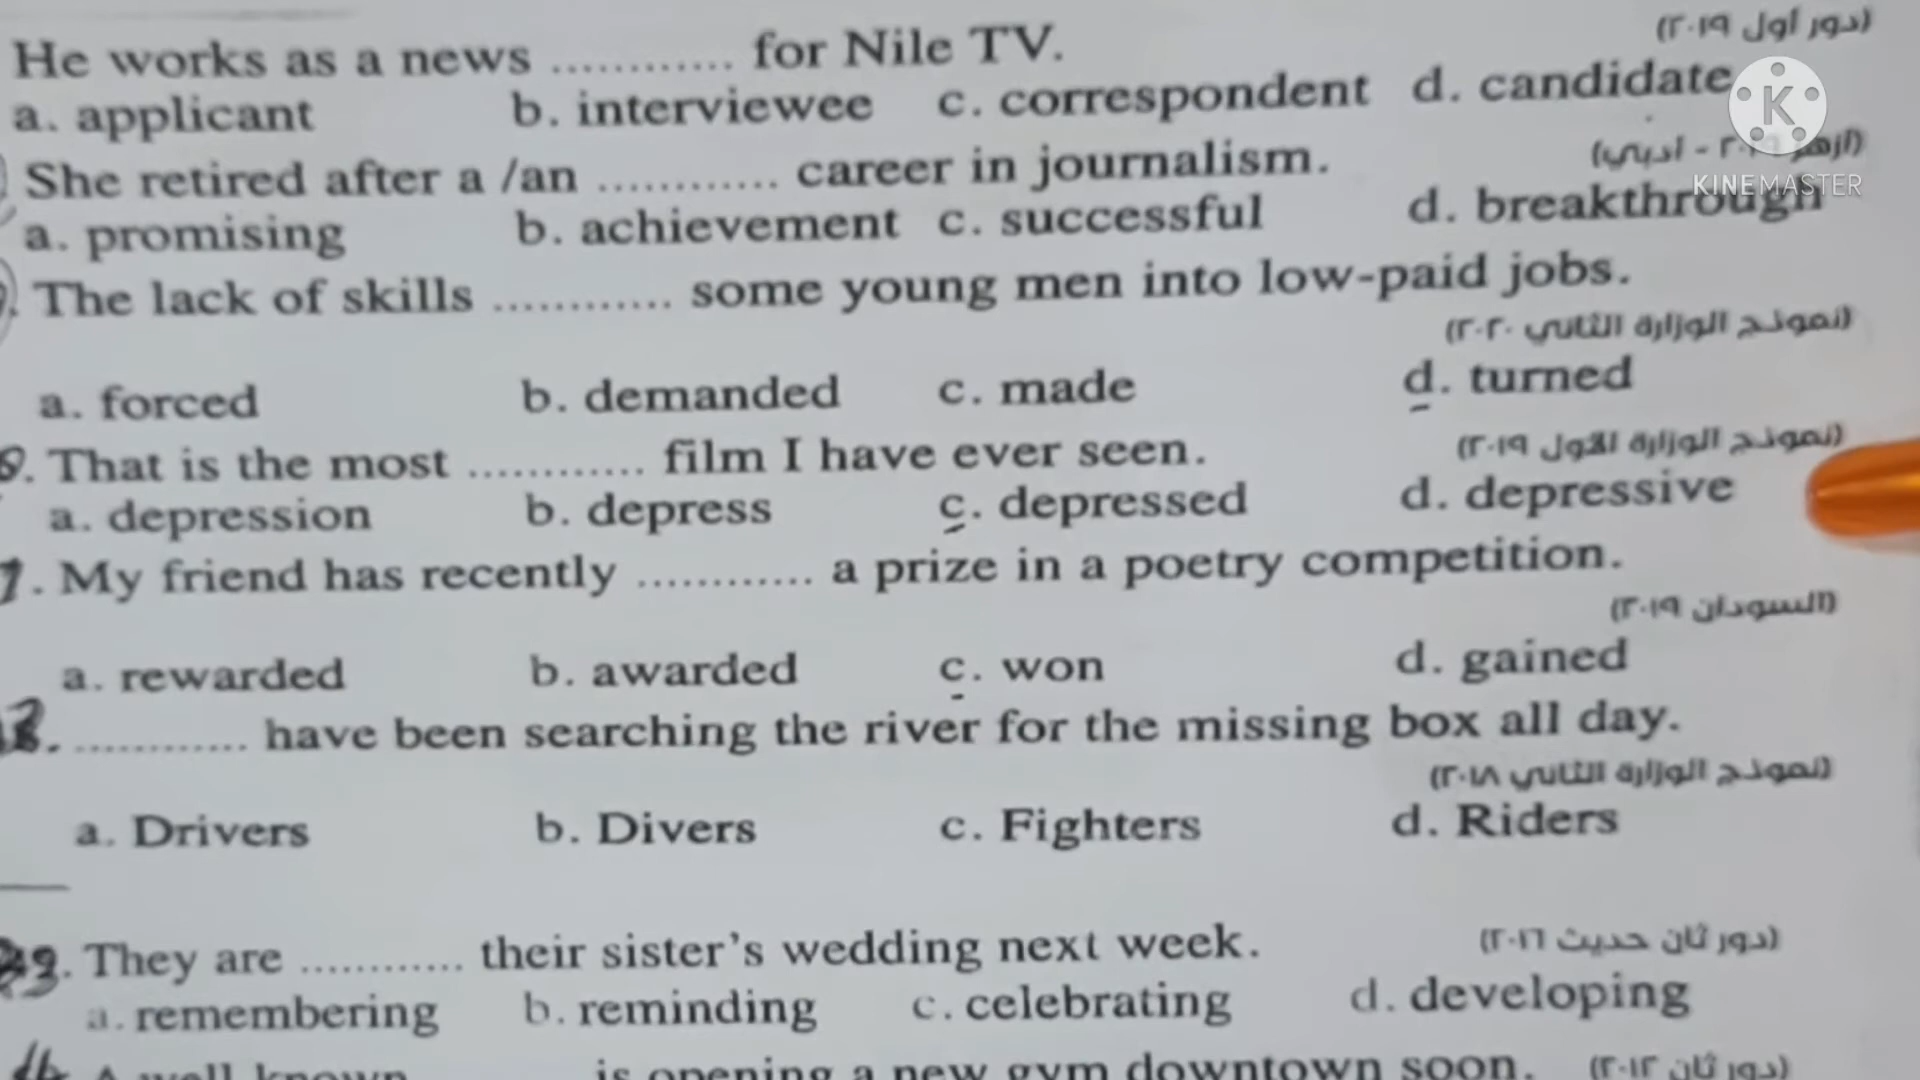 He works as a news ............ for Nile TV. (دور أول ٢٠١٩)
a. applicant b. interviewee c. correspondent d. candidate
She retired after a /an ............ career in journalism. (أزهر - أدبي)
a. promising b. achievement c. successful d. breakthrough
KINEMASTER
The lack of skills ............ some young men into low-paid jobs.
(نموذج الوزارة الثاني ٢٠٢٠)
a. forced b. demanded c. made d. turned
That is the most ............ film I have ever seen. (نموذج الوزارة الأول ٢٠١٩)
a. depression b. depress c. depressed d. depressive
My friend has recently ............ a prize in a poetry competition.
(السودان ٢٠١٩)
a. rewarded b. awarded c. won d. gained
............ have been searching the river for the missing box all day.
(نموذج الوزارة الثاني ٢٠١٨)
a. Drivers b. Divers c. Fighters d. Riders
They are ............ their sister's wedding next week. (دور ثان حديث ٢٠١٦)
a. remembering b. reminding c. celebrating d. developing
A well known is opening a new gym downtown soon. (دور ثان ٢٠١٢)